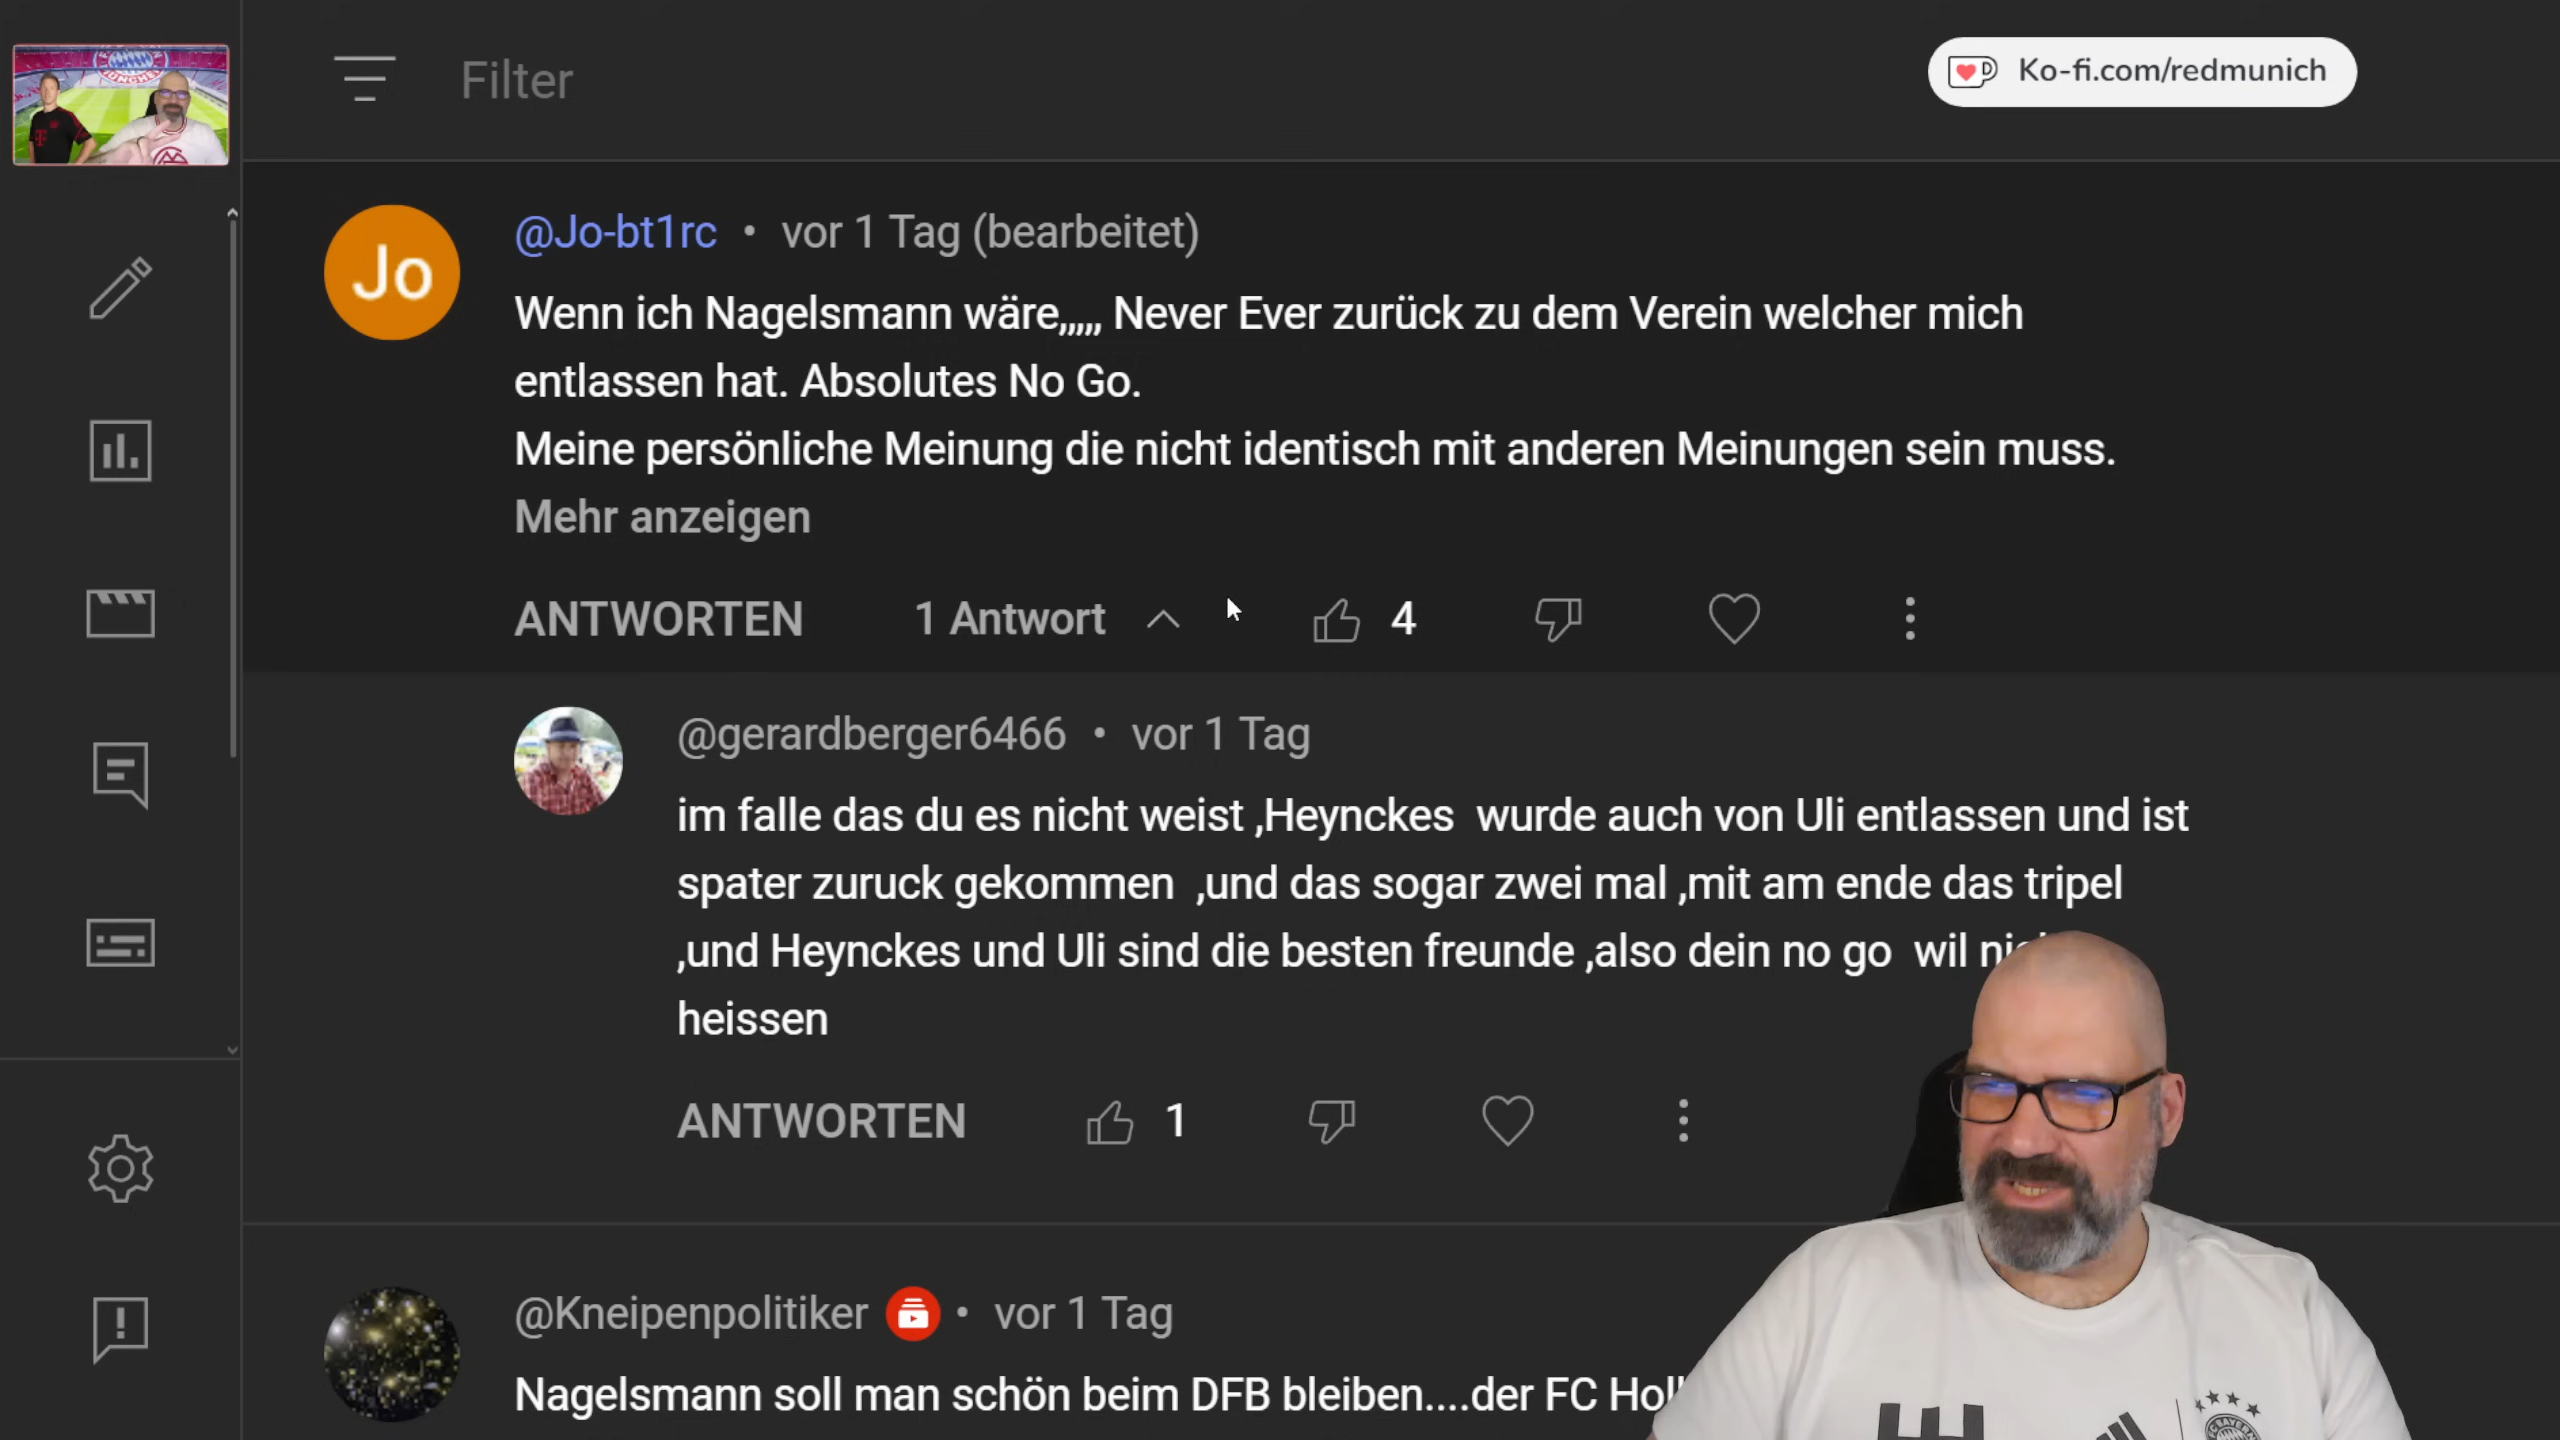 Filter
Ko-fi.com/redmunich
Jo
@Jo-bt1rc • vor 1 Tag (bearbeitet)
Wenn ich Nagelsmann wäre,,,,, Never Ever zurück zu dem Verein welcher mich
entlassen hat. Absolutes No Go.
Meine persönliche Meinung die nicht identisch mit anderen Meinungen sein muss.
Mehr anzeigen
ANTWORTEN 1 Antwort 4
@gerardberger6466 • vor 1 Tag
im falle das du es nicht weist ,Heynckes wurde auch von Uli entlassen und ist
spater zuruck gekommen ,und das sogar zwei mal ,mit am ende das tripel
,und Heynckes und Uli sind die besten freunde ,also dein no go wil
heissen
ANTWORTEN 1
@Kneipenpolitiker • vor 1 Tag
Nagelsmann soll man schön beim DFB bleiben....der FC